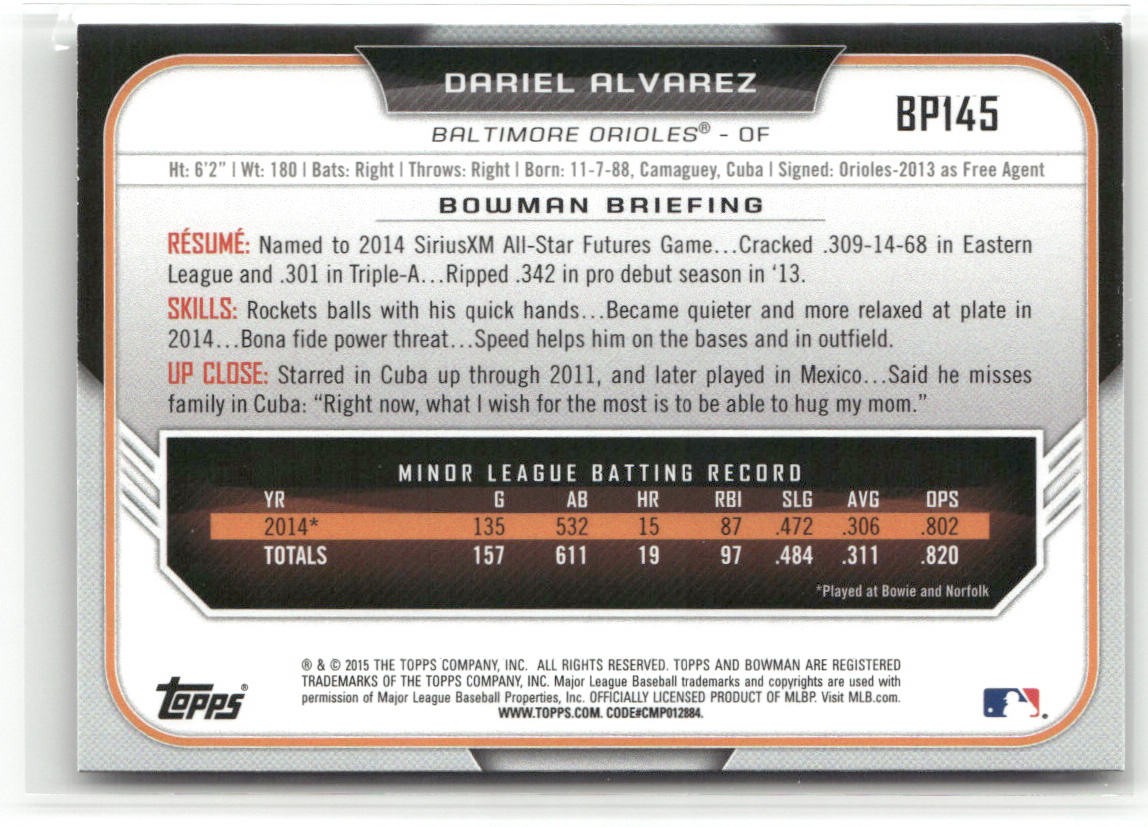 DARIEL ALVAREZ
BP145
BALTIMORE ORIOLES® - OF
Ht: 6'2" | Wt: 180 | Bats: Right | Throws: Right | Born: 11-7-88, Camaguey, Cuba | Signed: Orioles-2013 as Free Agent
BOWMAN BRIEFING
RÉSUMÉ: Named to 2014 SiriusXM All-Star Futures Game...Cracked .309-14-68 in Eastern
League and .301 in Triple-A...Ripped .342 in pro debut season in '13.
SKILLS: Rockets balls with his quick hands...Became quieter and more relaxed at plate in
2014...Bona fide power threat...Speed helps him on the bases and in outfield.
UP CLOSE: Starred in Cuba up through 2011, and later played in Mexico...Said he misses
family in Cuba: "Right now, what I wish for the most is to be able to hug my mom."
MINOR LEAGUE BATTING RECORD
YR G AB HR RBI SLG AVG OPS
2014* 135 532 15 87 .472 .306 .802
TOTALS 157 611 19 97 .484 .311 .820
*Played at Bowie and Norfolk
® & © 2015 THE TOPPS COMPANY, INC. ALL RIGHTS RESERVED. TOPPS AND BOWMAN ARE REGISTERED
TRADEMARKS OF THE TOPPS COMPANY, INC. Major League Baseball trademarks and copyrights are used with
permission of Major League Baseball Properties, Inc. OFFICIALLY LICENSED PRODUCT OF MLBP. Visit MLB.com.
WWW.TOPPS.COM. CODE#CMP012884.
TOPPS®